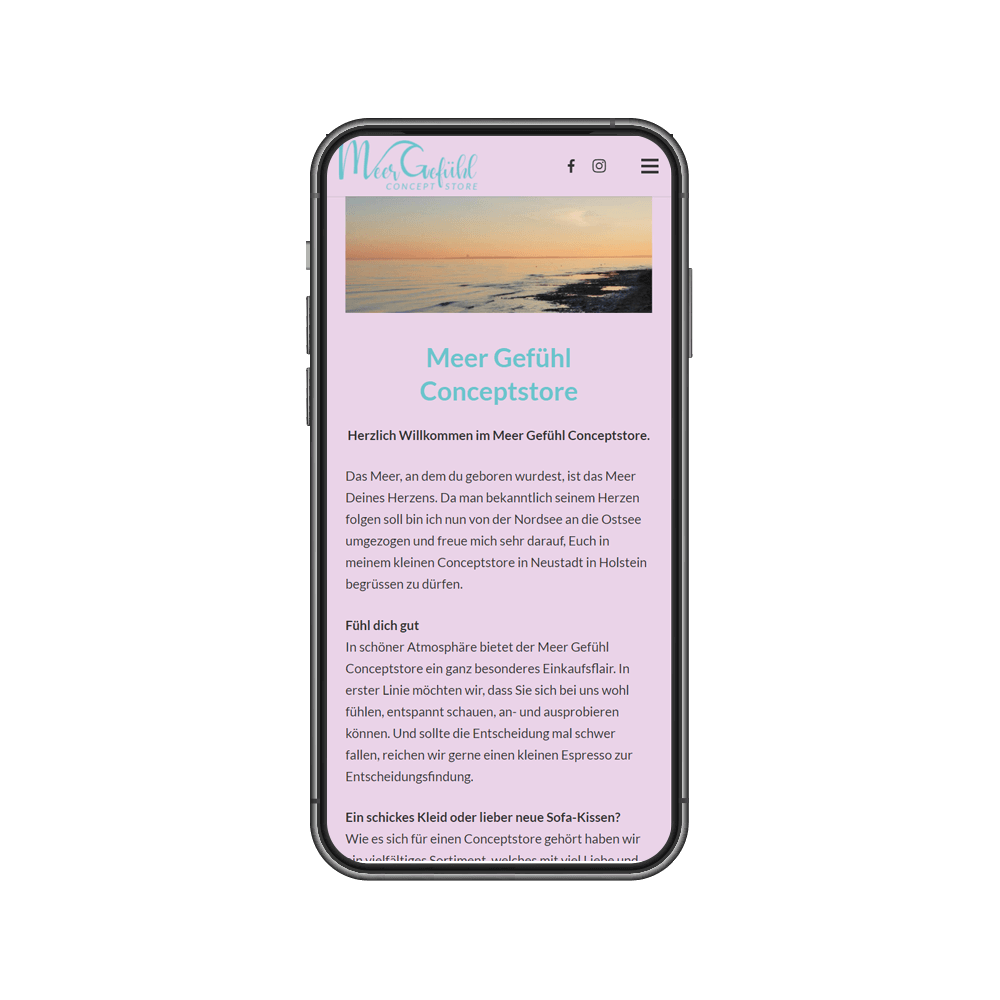 Meer Gefühl
CONCEPT STORE
Meer Gefühl
Conceptstore
Herzlich Willkommen im Meer Gefühl Conceptstore.
Das Meer, an dem du geboren wurdest, ist das Meer
Deines Herzens. Da man bekanntlich seinem Herzen
folgen soll bin ich nun von der Nordsee an die Ostsee
umgezogen und freue mich sehr darauf, Euch in
meinem kleinen Conceptstore in Neustadt in Holstein
begrüssen zu dürfen.
Fühl dich gut
In schöner Atmosphäre bietet der Meer Gefühl
Conceptstore ein ganz besonderes Einkaufsflair. In
erster Linie möchten wir, dass Sie sich bei uns wohl
fühlen, entspannt schauen, an- und ausprobieren
können. Und sollte die Entscheidung mal schwer
fallen, reichen wir gerne einen kleinen Espresso zur
Entscheidungsfindung.
Ein schickes Kleid oder lieber neue Sofa-Kissen?
Wie es sich für einen Conceptstore gehört haben wir
ein vielfältiges Sortiment, welches mit viel Liebe und